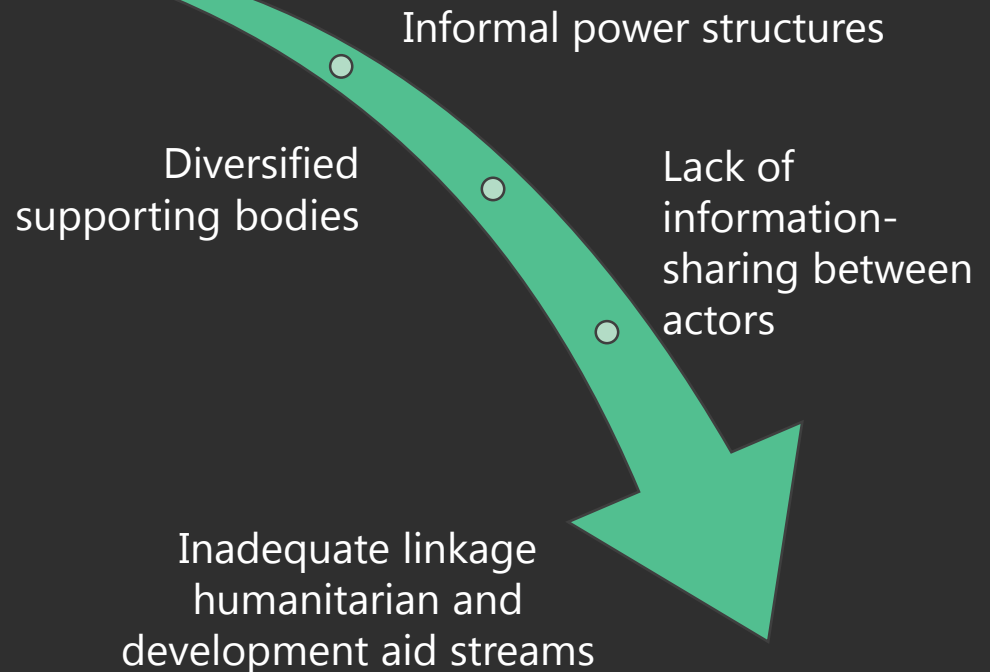 Informal power structures
Diversified
supporting bodies
Lack of
information-
sharing between
actors
Inadequate linkage
humanitarian and
development aid streams